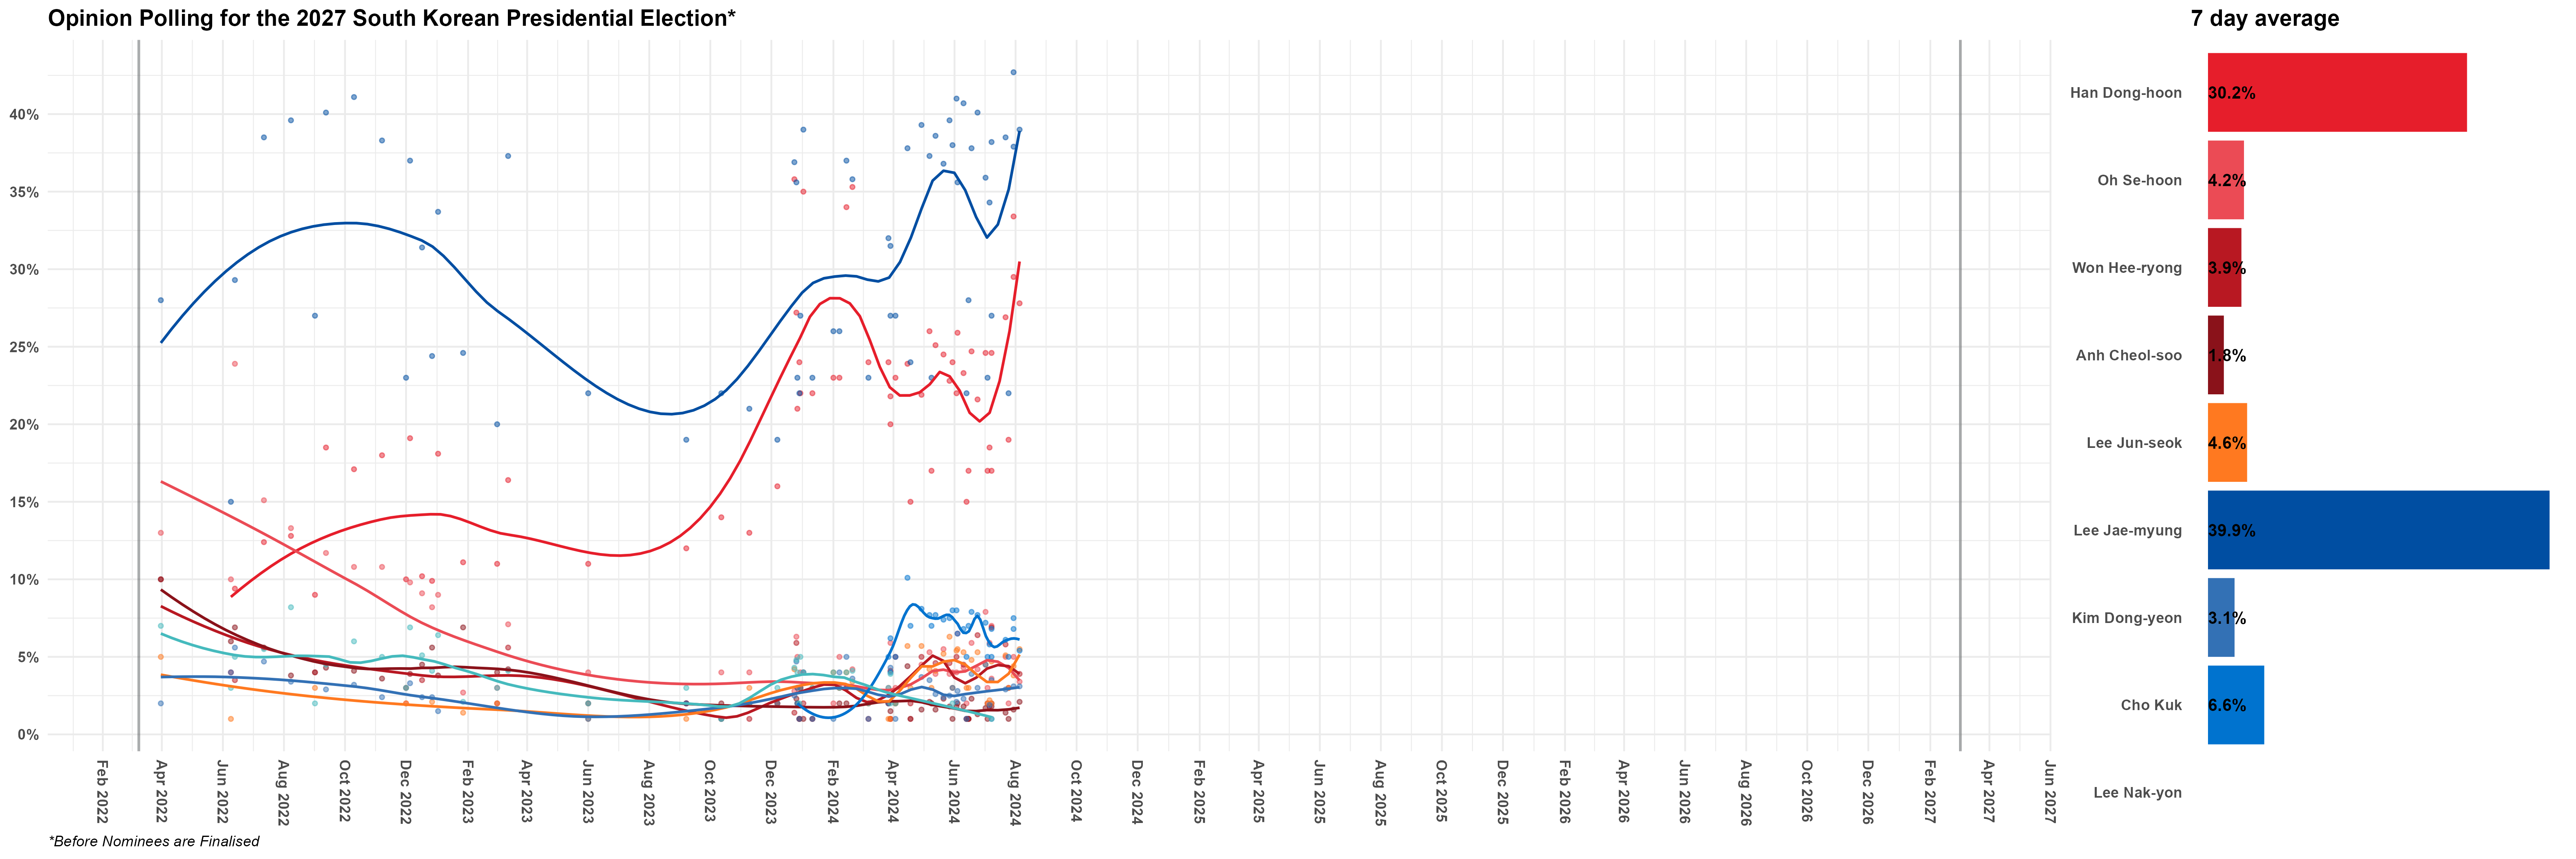 Opinion Polling for the 2027 South Korean Presidential Election*
7 day average
40%
35%
30%
25%
20%
15%
10%
5%
0%
Feb 2022
Apr 2022
Jun 2022
Aug 2022
Oct 2022
Dec 2022
Feb 2023
Apr 2023
Jun 2023
Aug 2023
Oct 2023
Dec 2023
Feb 2024
Apr 2024
Jun 2024
Aug 2024
Oct 2024
Dec 2024
Feb 2025
Apr 2025
Jun 2025
Aug 2025
Oct 2025
Dec 2025
Feb 2026
Apr 2026
Jun 2026
Aug 2026
Oct 2026
Dec 2026
Feb 2027
Apr 2027
Jun 2027
*Before Nominees are Finalised
Han Dong-hoon 30.2%
Oh Se-hoon 4.2%
Won Hee-ryong 3.9%
Anh Cheol-soo 1.8%
Lee Jun-seok 4.6%
Lee Jae-myung 39.9%
Kim Dong-yeon 3.1%
Cho Kuk 6.6%
Lee Nak-yon